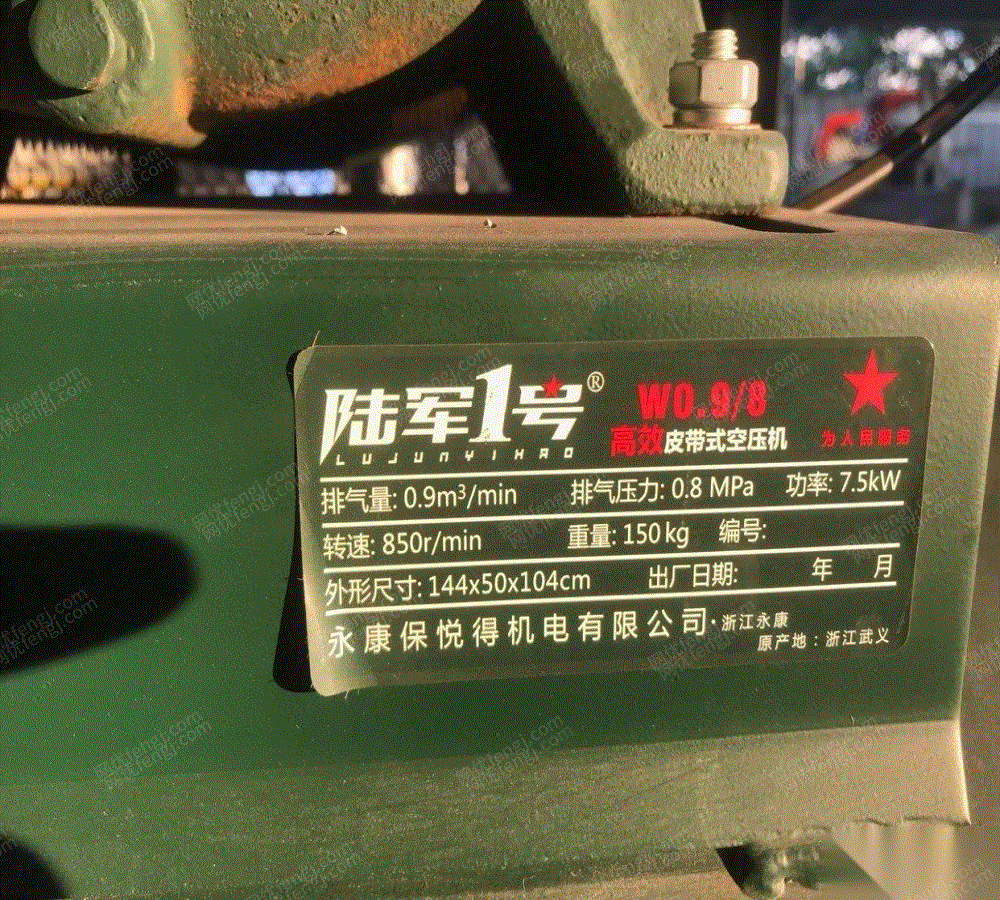 陆军1号®
LUJUNYIHAO
W0.9/8
高效皮带式空压机
为人民服务
排气量: 0.9m³/min 排气压力: 0.8 MPa 功率: 7.5kW
转速: 850r/min 重量: 150kg 编号:
外形尺寸: 144x50x104cm 出厂日期: 年 月
永康保悦得机电有限公司·浙江永康
原产地：浙江武义